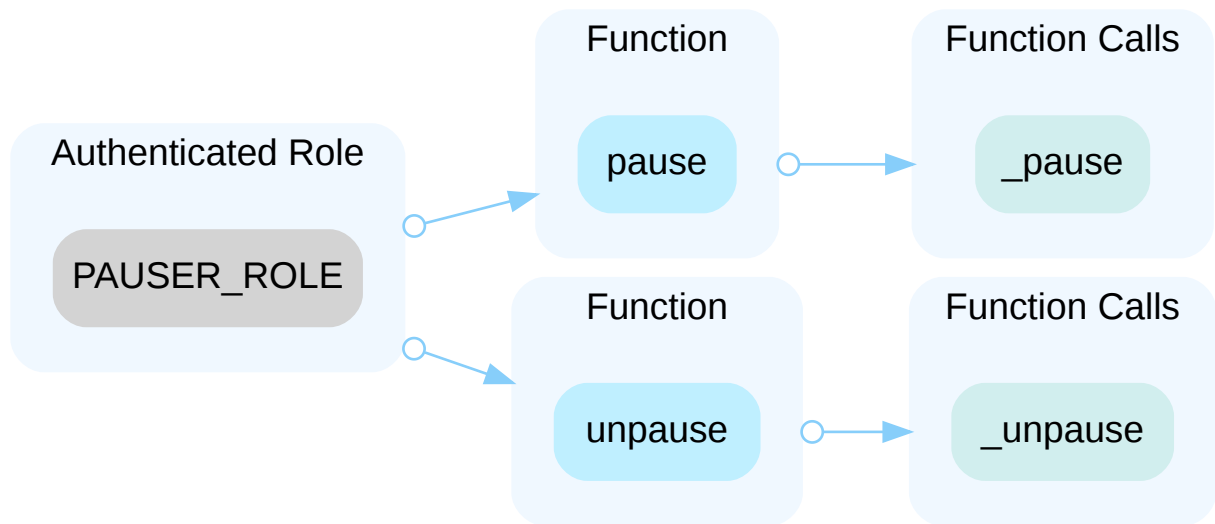 Authenticated Role
PAUSER_ROLE
Function
pause
Function Calls
_pause
Function
unpause
Function Calls
_unpause